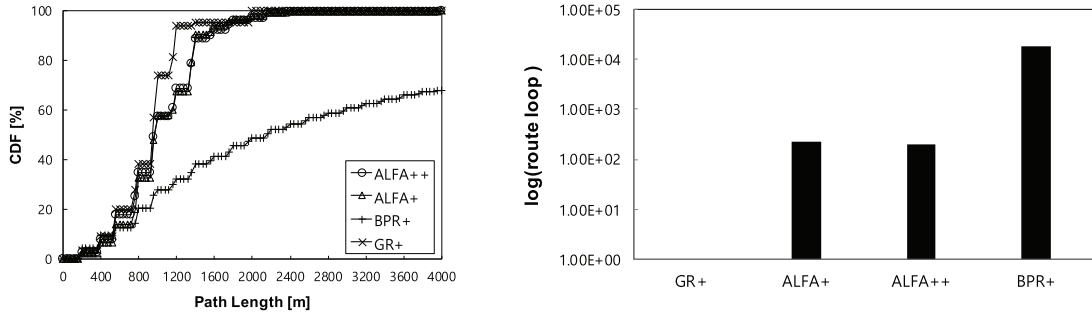 CDF [%]
100
80
60
40
20
0
0 400 800 1200 1600 2000 2400 2800 3200 3600 4000
Path Length [m]
ALFA++
ALFA+
BPR+
GR+
log(route loop )
1.00E+05
1.00E+04
1.00E+03
1.00E+02
1.00E+01
1.00E+00
GR+ ALFA+ ALFA++ BPR+